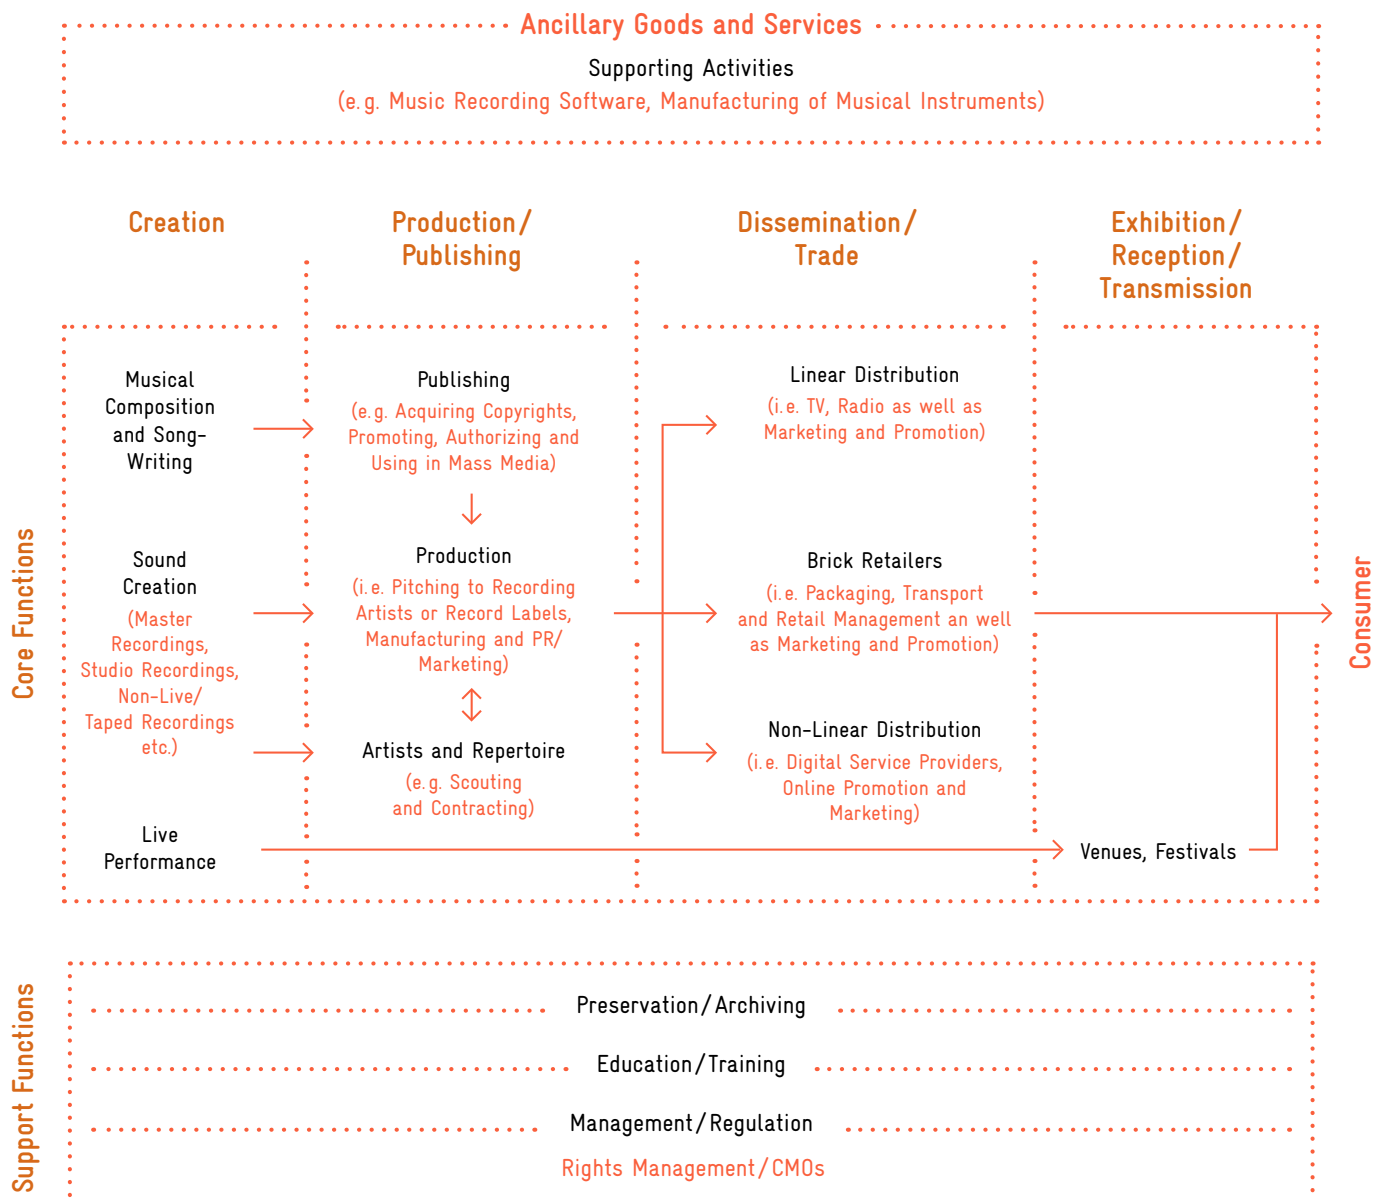 Ancillary Goods and Services
Supporting Activities
(e. g. Music Recording Software, Manufacturing of Musical Instruments)
Creation
Production/
Publishing
Dissemination/
Trade
Exhibition/
Reception/
Transmission
Core Functions
Musical
Composition
and Song-
Writing
Sound
Creation
(Master
Recordings,
Studio Recordings,
Non-Live/
Taped Recordings
etc.)
Live
Performance
Publishing
(e. g. Acquiring Copyrights,
Promoting, Authorizing and
Using in Mass Media)
Production
(i. e. Pitching to Recording
Artists or Record Labels,
Manufacturing and PR/
Marketing)
Artists and Repertoire
(e. g. Scouting
and Contracting)
Linear Distribution
(i. e. TV, Radio as well as
Marketing and Promotion)
Brick Retailers
(i. e. Packaging, Transport
and Retail Management an well
as Marketing and Promotion)
Non-Linear Distribution
(i. e. Digital Service Providers,
Online Promotion and
Marketing)
Venues, Festivals
Consumer
Support Functions
Preservation/Archiving
Education/Training
Management/Regulation
Rights Management/CMOs